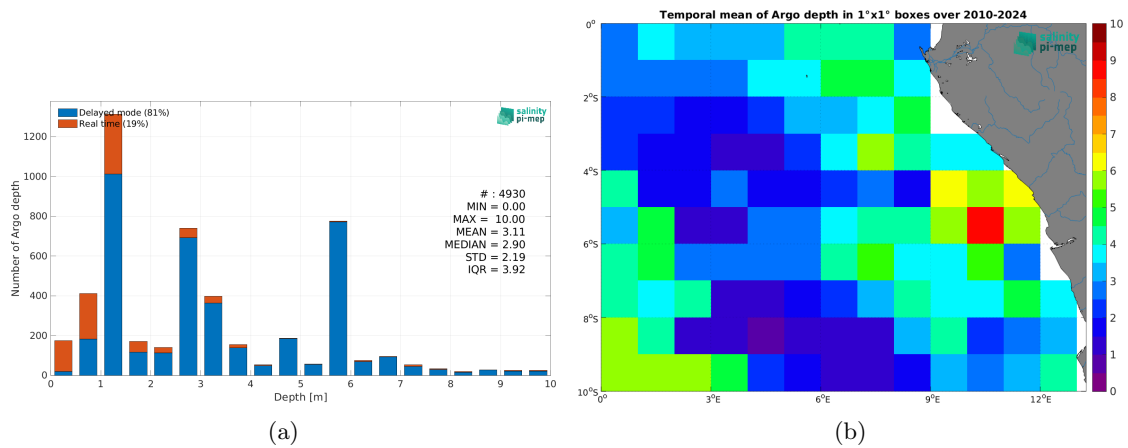 Delayed mode (81%)
Real time (19%)
salinity
pi-mep
# : 4930
MIN = 0.00
MAX = 10.00
MEAN = 3.11
MEDIAN = 2.90
STD = 2.19
IQR = 3.92
Number of Argo depth
1200
1000
800
600
400
200
0
0 1 2 3 4 5 6 7 8 9 10
Depth [m]
(a)
Temporal mean of Argo depth in 1°x1° boxes over 2010-2024
salinity
pi-mep
0°
2°S
4°S
6°S
8°S
10°S
0° 3°E 6°E 9°E 12°E
10
9
8
7
6
5
4
3
2
1
0
(b)